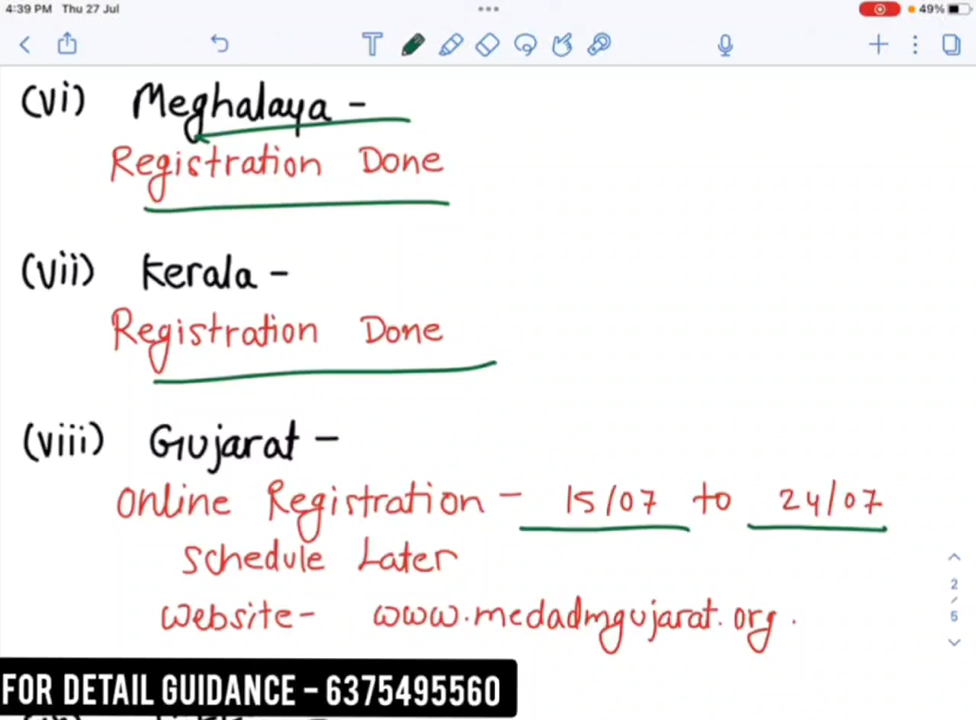 4:39 PM Thu 27 Jul
49%
(vi) Meghalaya -
Registration Done
(vii) Kerala -
Registration Done
(viii) Gujarat -
Online Registration - 15/07 to 24/07
Schedule Later
Website- www.medadmgujarat.org.
2
/
5
FOR DETAIL GUIDANCE - 6375495560